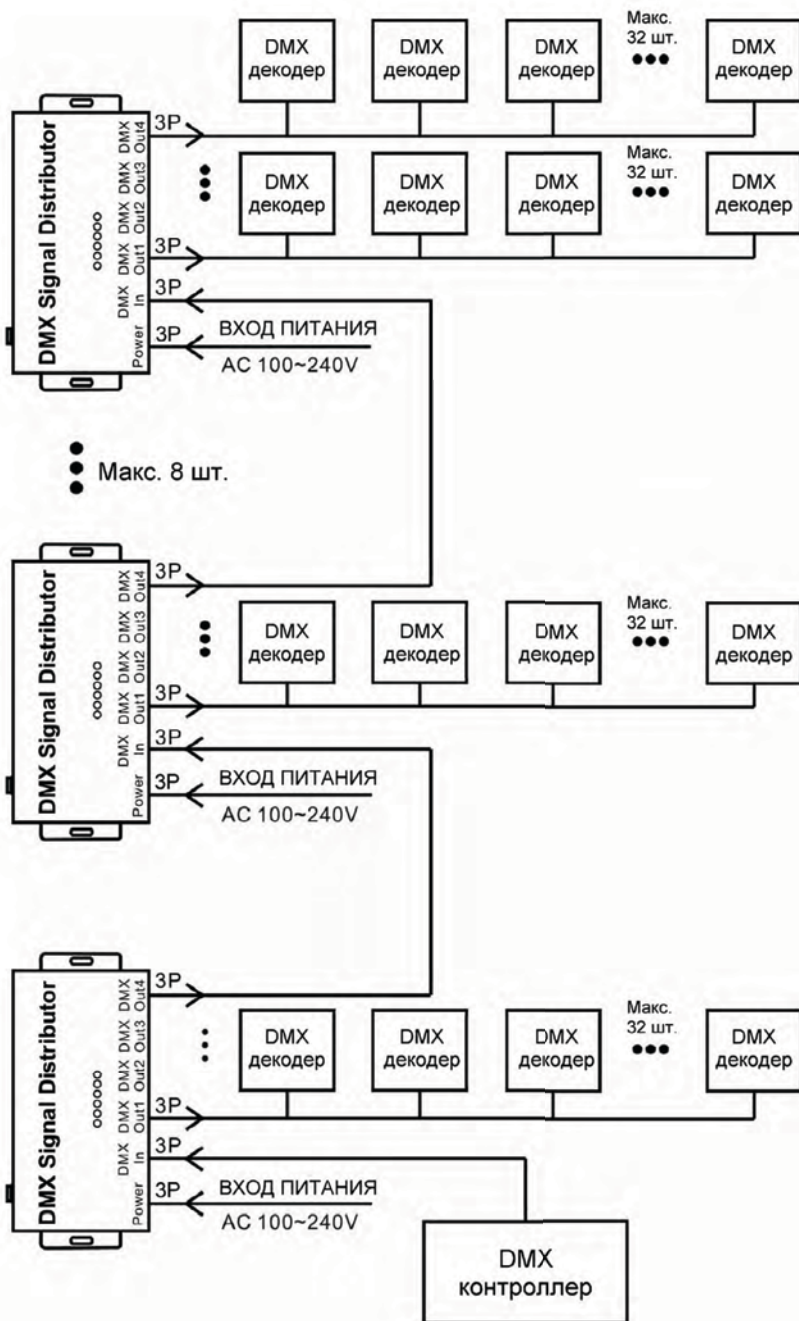 DMX Signal Distributor
DMX
Out4
DMX
Out3
DMX
Out2
DMX
Out1
DMX
In
Power
3P
DMX
декодер
DMX
декодер
DMX
декодер
Макс.
32 шт.
DMX
декодер
3P
DMX
декодер
DMX
декодер
DMX
декодер
Макс.
32 шт.
DMX
декодер
3P
3P
ВХОД ПИТАНИЯ
AC 100~240V
Макс. 8 шт.
DMX Signal Distributor
DMX
Out4
DMX
Out3
DMX
Out2
DMX
Out1
DMX
In
Power
3P
DMX
декодер
DMX
декодер
DMX
декодер
Макс.
32 шт.
DMX
декодер
3P
3P
3P
ВХОД ПИТАНИЯ
AC 100~240V
DMX Signal Distributor
DMX
Out4
DMX
Out3
DMX
Out2
DMX
Out1
DMX
In
Power
3P
DMX
декодер
DMX
декодер
DMX
декодер
Макс.
32 шт.
DMX
декодер
3P
3P
3P
ВХОД ПИТАНИЯ
AC 100~240V
DMX
контроллер